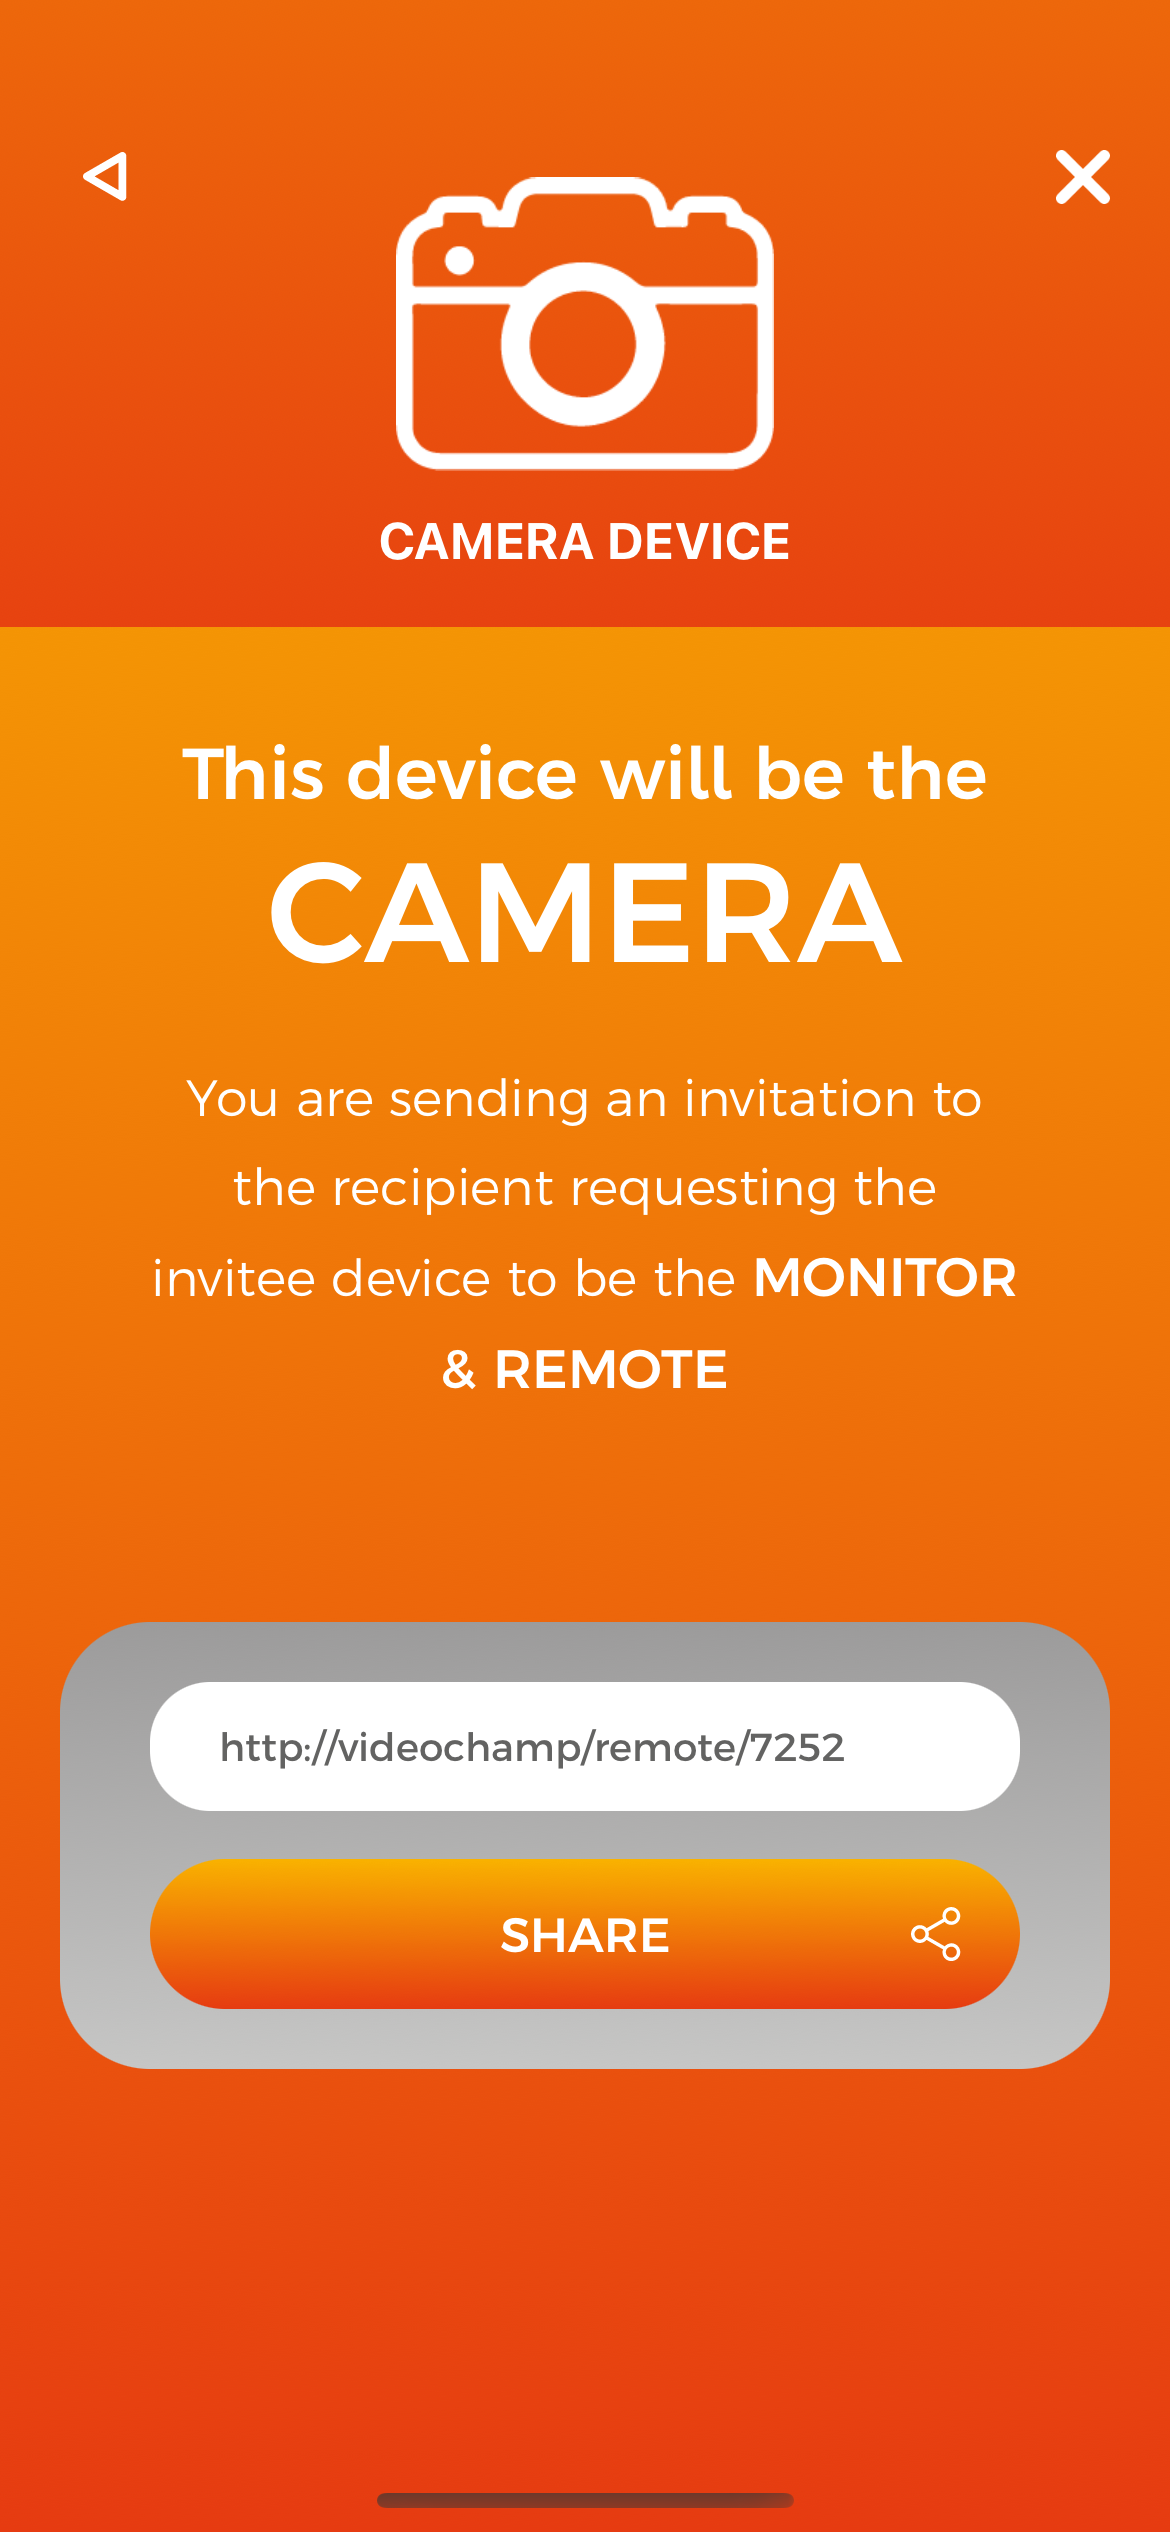 CAMERA DEVICE
This device will be the
CAMERA
You are sending an invitation to
the recipient requesting the
invitee device to be the MONITOR
& REMOTE
http://videochamp/remote/7252
SHARE